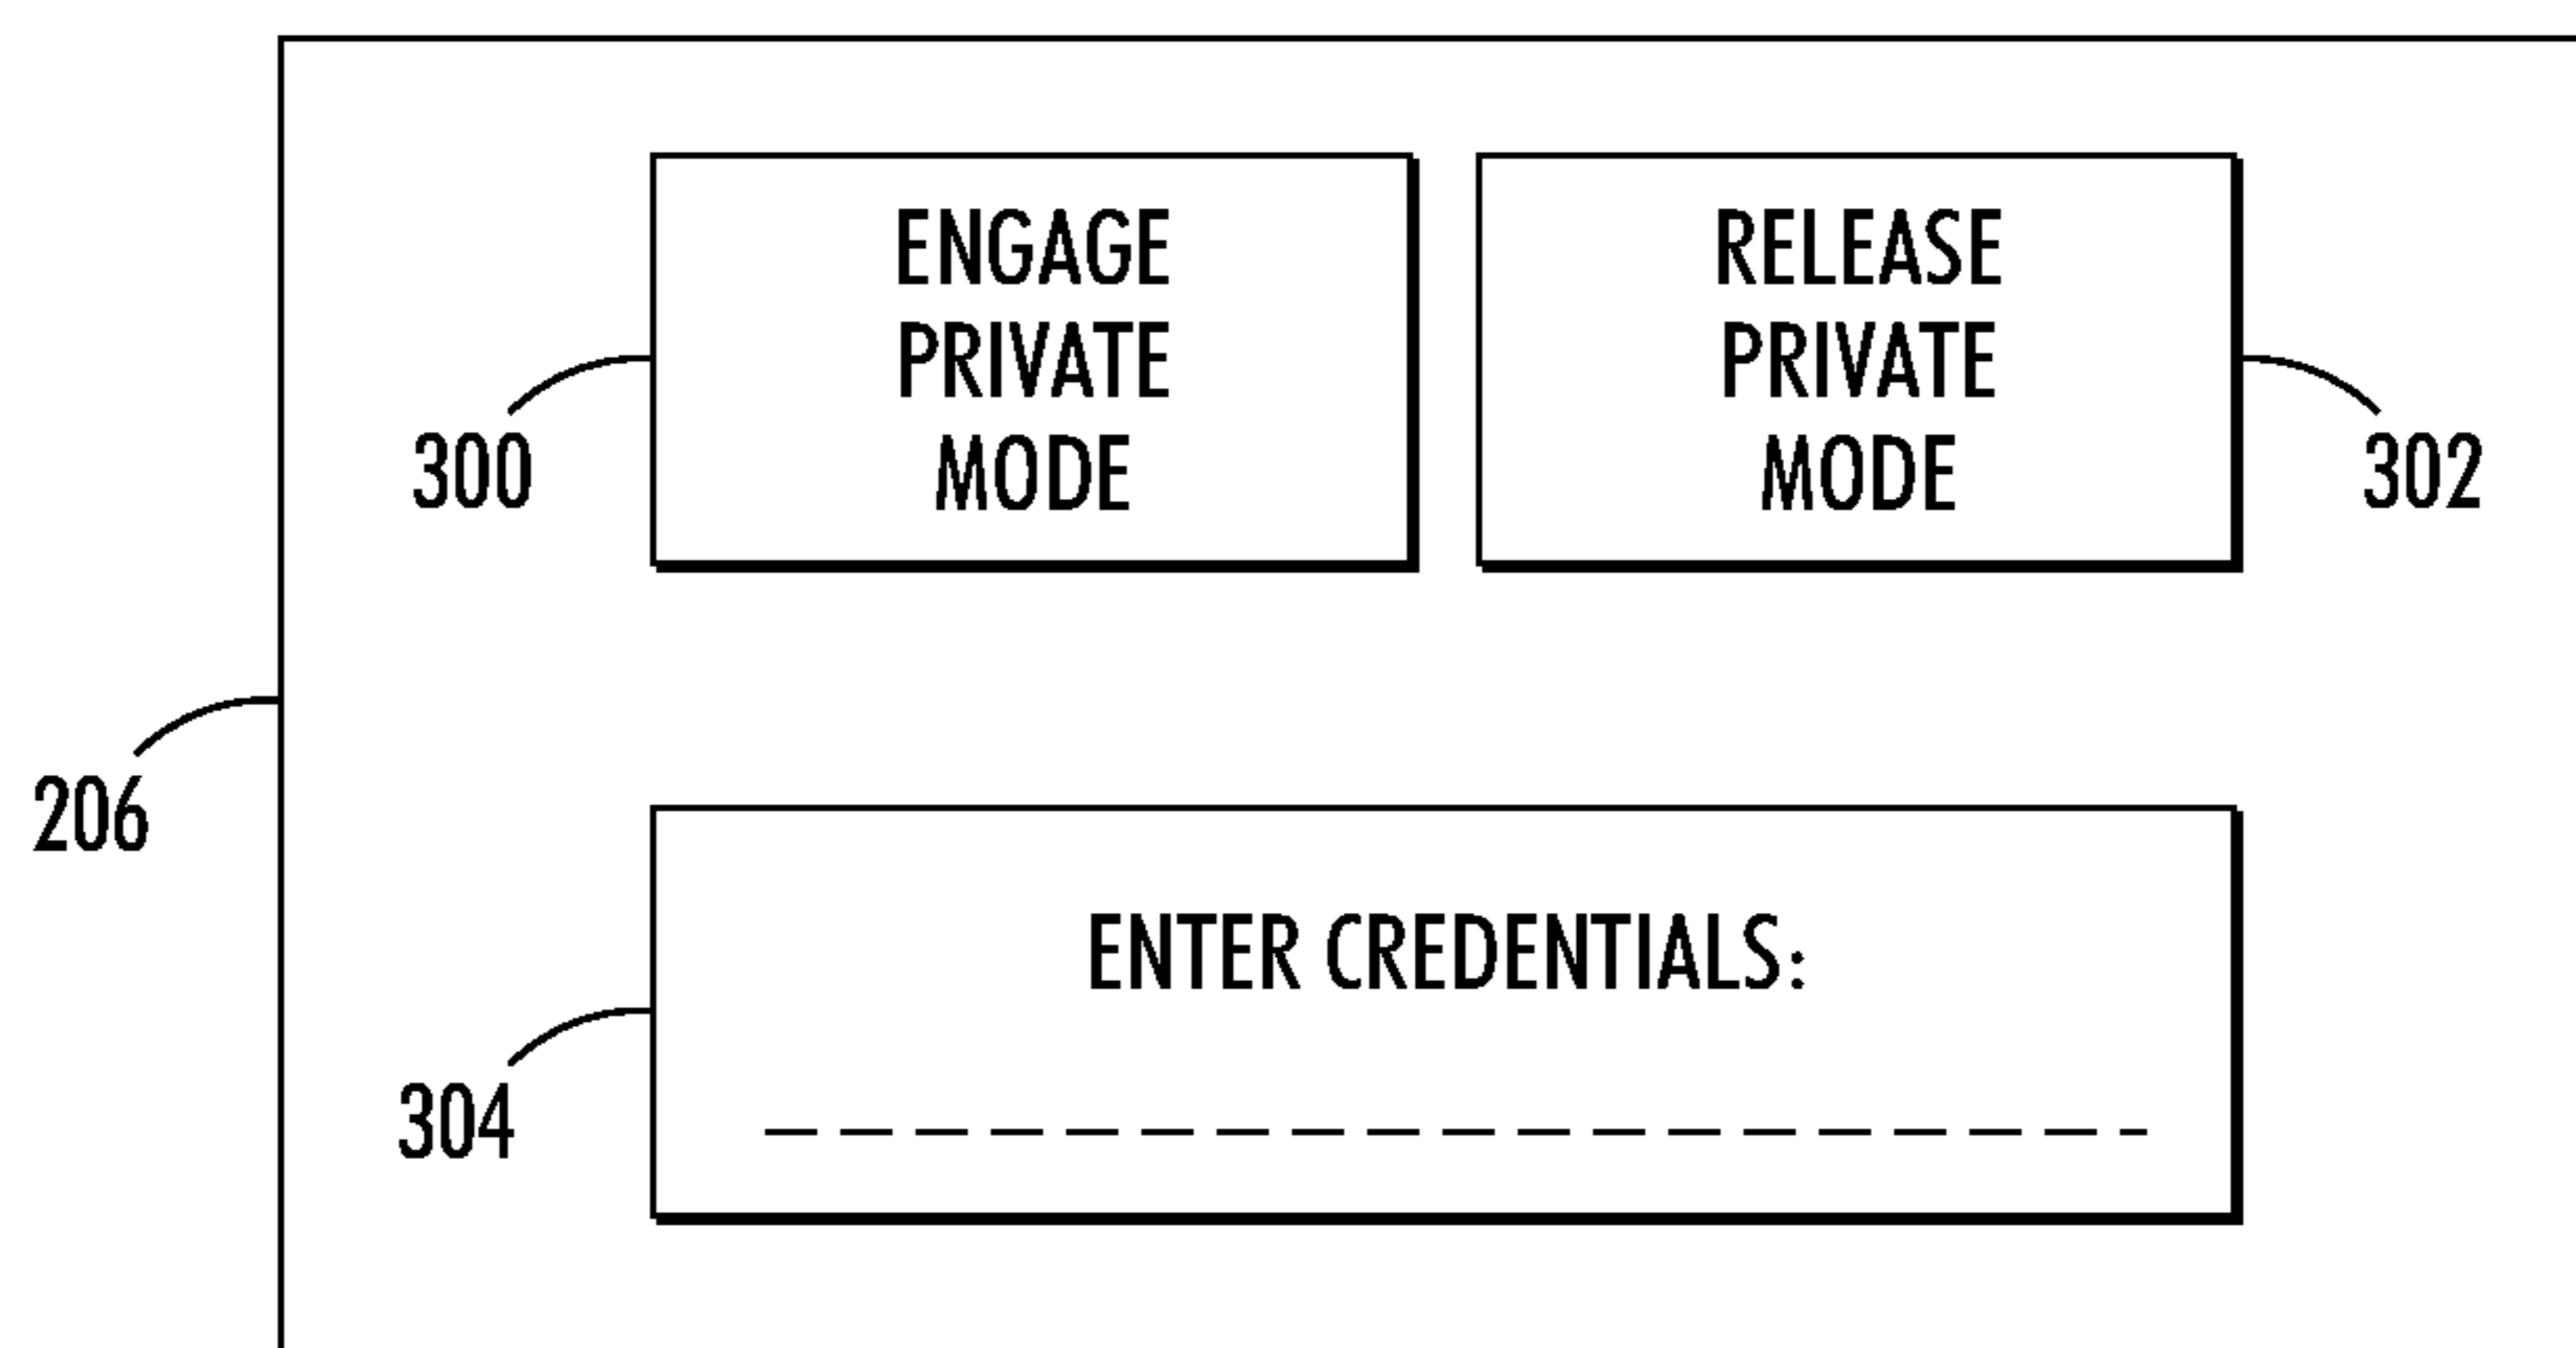 ENGAGE
PRIVATE
MODE
RELEASE
PRIVATE
MODE
300
302
206
ENTER CREDENTIALS:
304